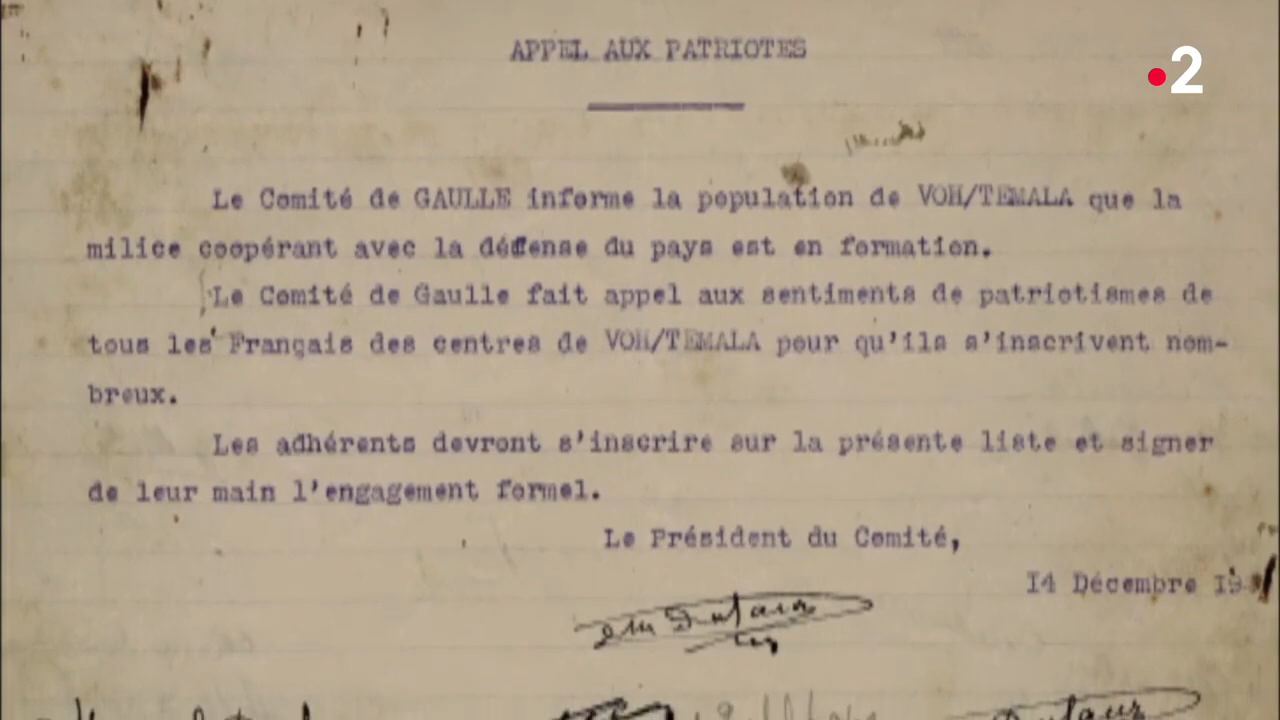 APPEL AUX PATRIOTES
2
Le Comité de GAULLE informe la population de VOH/TEMALA que la
milice coopérant avec la défense du pays est en formation.
Le Comité de Gaulle fait appel aux sentiments de patriotismes de
tous les Français des centres de VOH/TEMALA pour qu'ils s'inscrivent nom-
breux.
Les adhérents devront s'inscrire sur la présente liste et signer
de leur main l'engagement formel.
Le Président du Comité,
14 Décembre